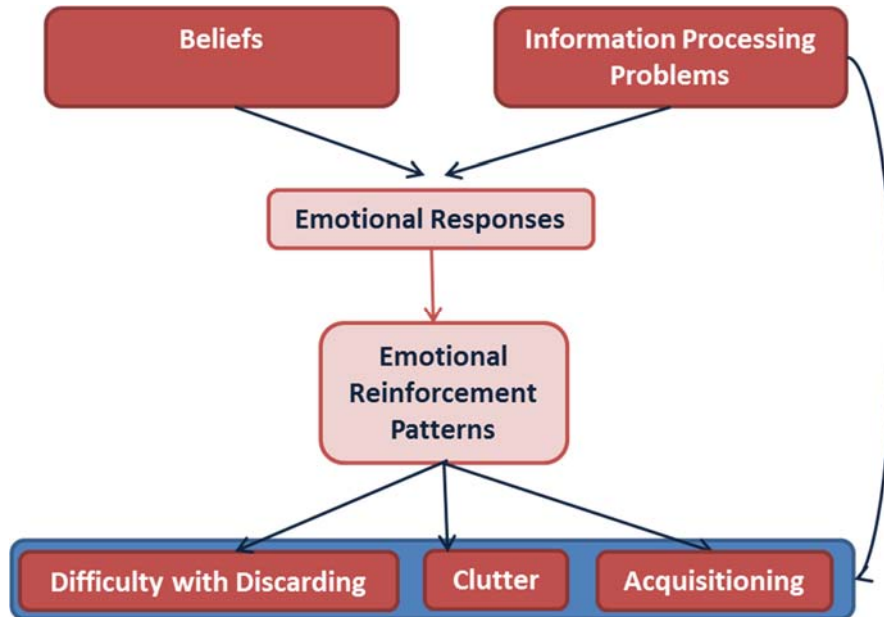 Beliefs
Information Processing
Problems
Emotional Responses
Emotional
Reinforcement
Patterns
Difficulty with Discarding
Clutter
Acquisitioning